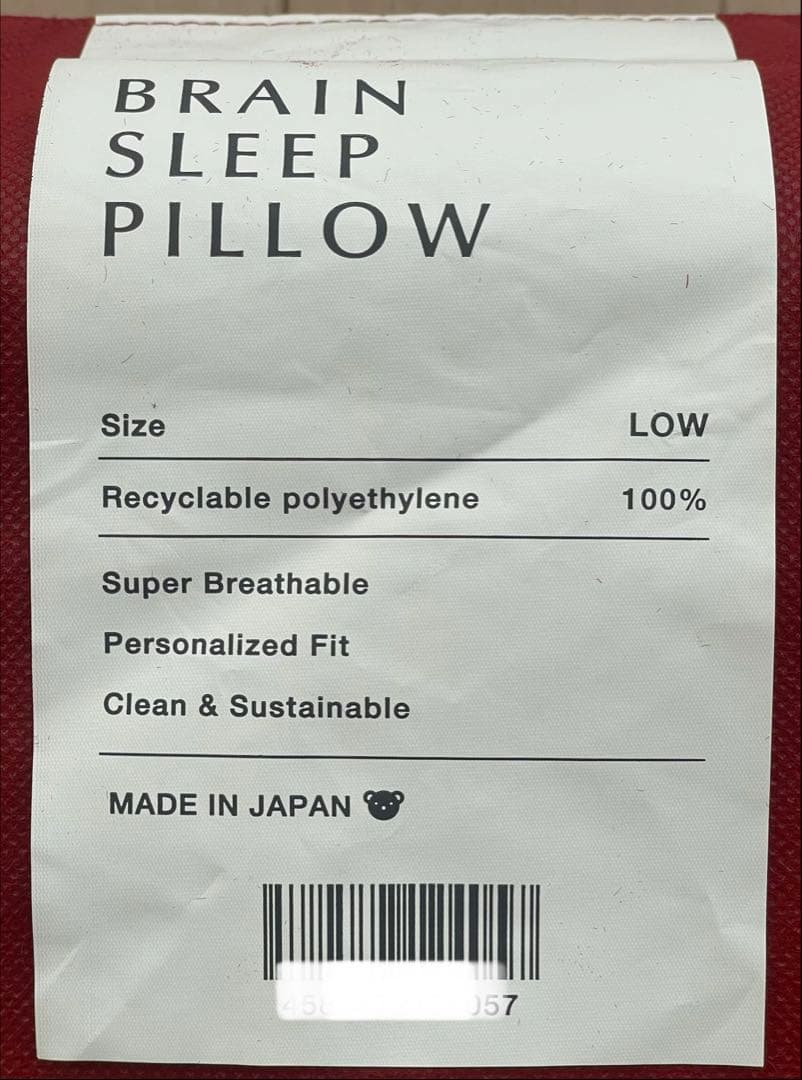 BRAIN
SLEEP
PILLOW
Size LOW
Recyclable polyethylene 100%
Super Breathable
Personalized Fit
Clean & Sustainable
MADE IN JAPAN